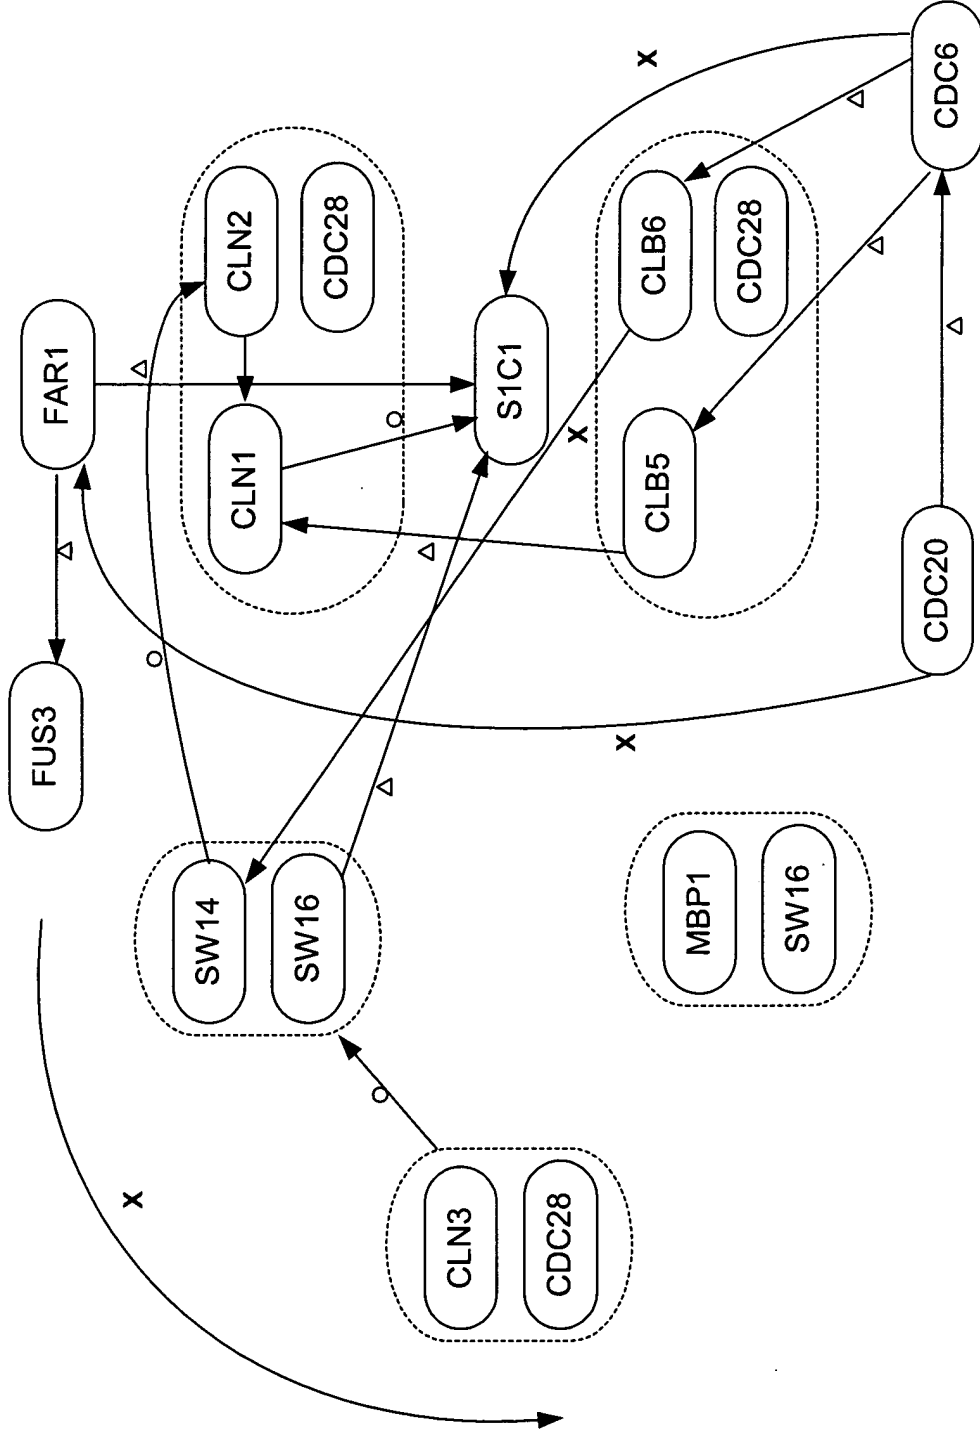 FUS3
FAR1
X
SW14
CLN1
CLN2
SW16
CDC28
CLN3
S1C1
CDC28
X
X
X
CLB5
CLB6
MBP1
CDC28
SW16
CDC20
CDC6